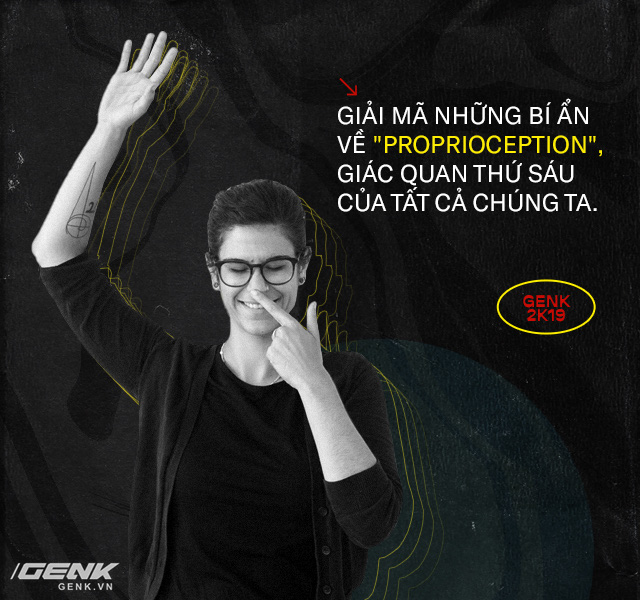 GIẢI MÃ NHỮNG BÍ ẨN
VỀ "PROPRIOCEPTION",
GIÁC QUAN THỨ SÁU
CỦA TẤT CẢ CHÚNG TA.
GENK
2K19
2
GENK
GENK.VN